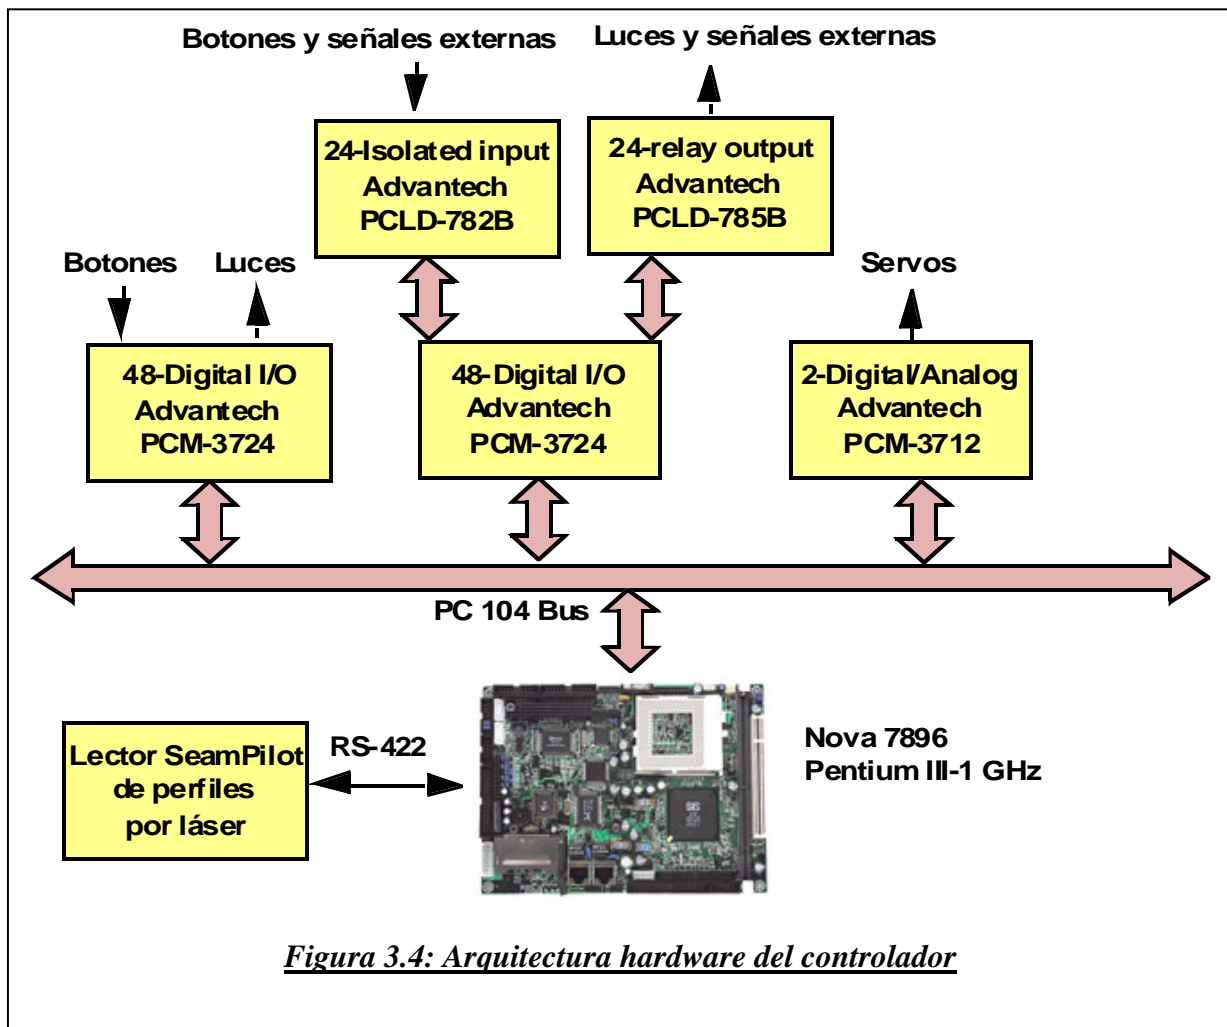 Botones y señales externas
Luces y señales externas
24-Isolated input
Advantech
PCLD-782B
24-relay output
Advantech
PCLD-785B
Botones
Luces
Servos
48-Digital I/O
Advantech
PCM-3724
48-Digital I/O
Advantech
PCM-3724
2-Digital/Analog
Advantech
PCM-3712
PC 104 Bus
Lector SeamPilot
de perfiles
por láser
RS-422
Nova 7896
Pentium III-1 GHz
Figura 3.4: Arquitectura hardware del controlador